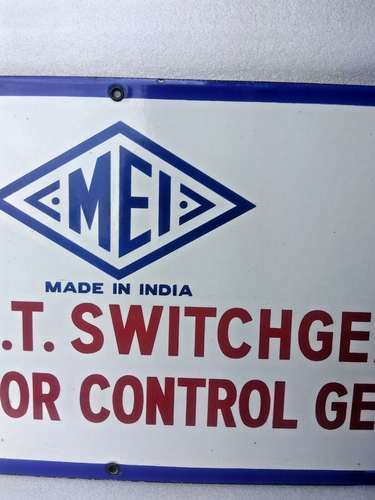 MEI
MADE IN INDIA
.T. SWITCHGE
OR CONTROL GE